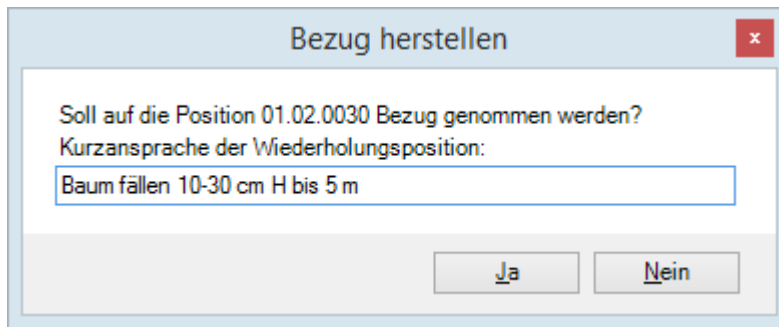 Bezug herstellen
x
Soll auf die Position 01.02.0030 Bezug genommen werden?
Kurzansprache der Wiederholungsposition:
Baum fällen 10-30 cm H bis 5 m
Ja Nein